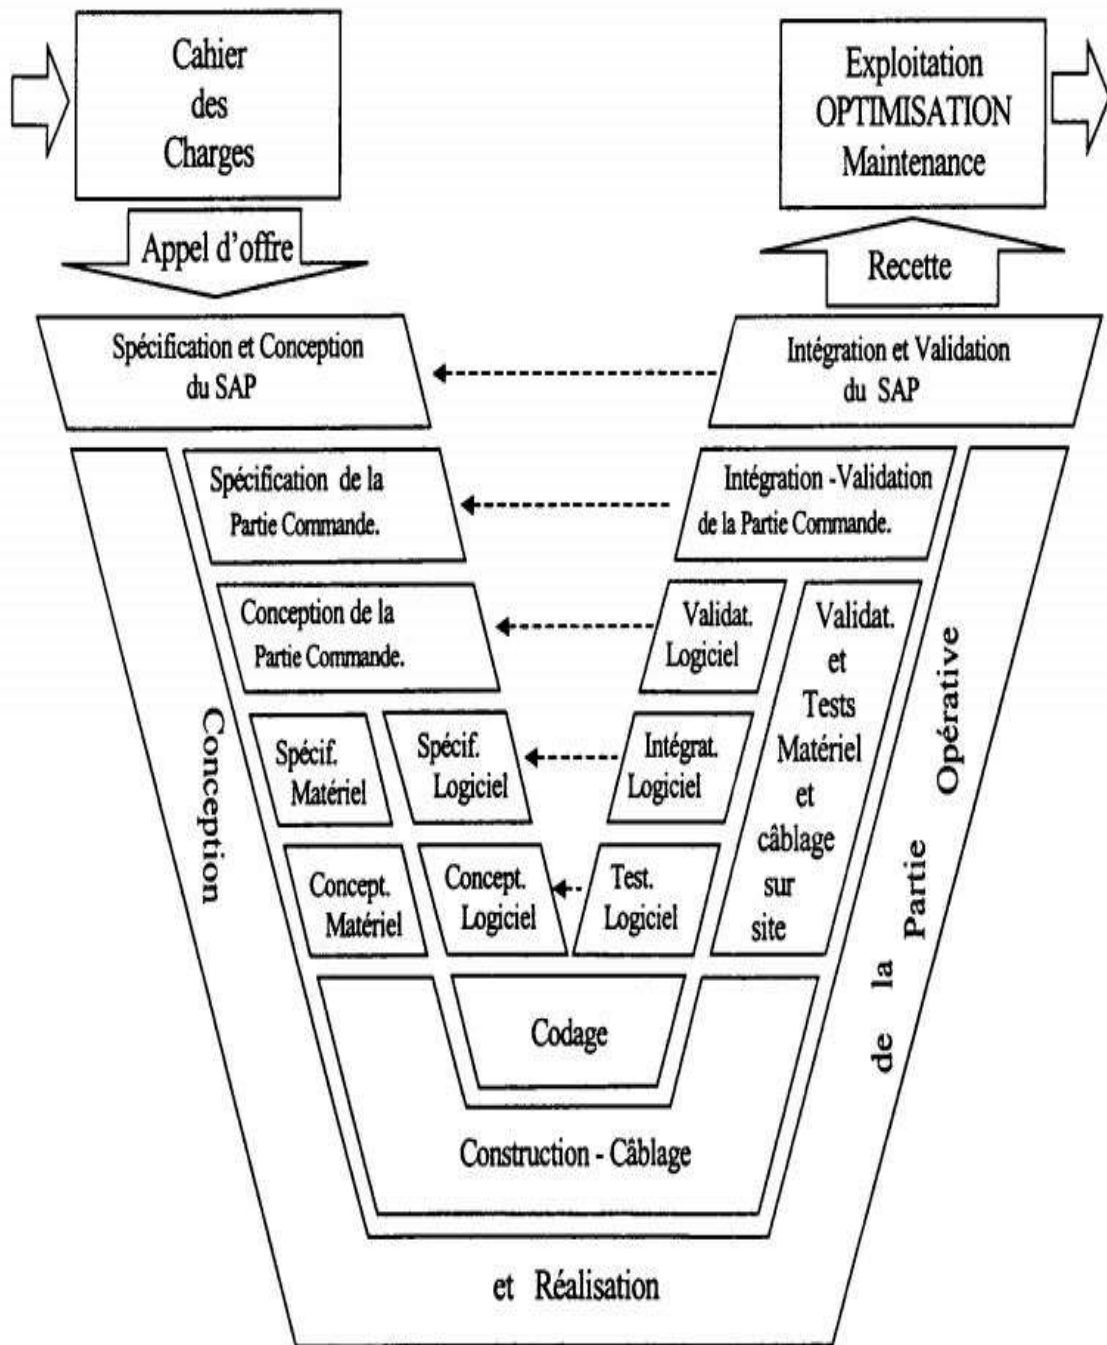 Cahier
des
Charges
Exploitation
OPTIMISATION
Maintenance
Appel d'offre
Recette
Spécification et Conception
du SAP
Intégration et Validation
du SAP
Spécification de la
Partie Commande.
Intégration -Validation
de la Partie Commande.
Conception de la
Partie Commande.
Validat.
Logiciel
Validat.
et
Tests
Matériel
et
câblage
sur
site
Spécif.
Matériel
Spécif.
Logiciel
Intégrat.
Logiciel
Concept.
Matériel
Concept.
Logiciel
Test.
Logiciel
Codage
Construction - Câblage
Conception
et Réalisation
de la Partie Opérative